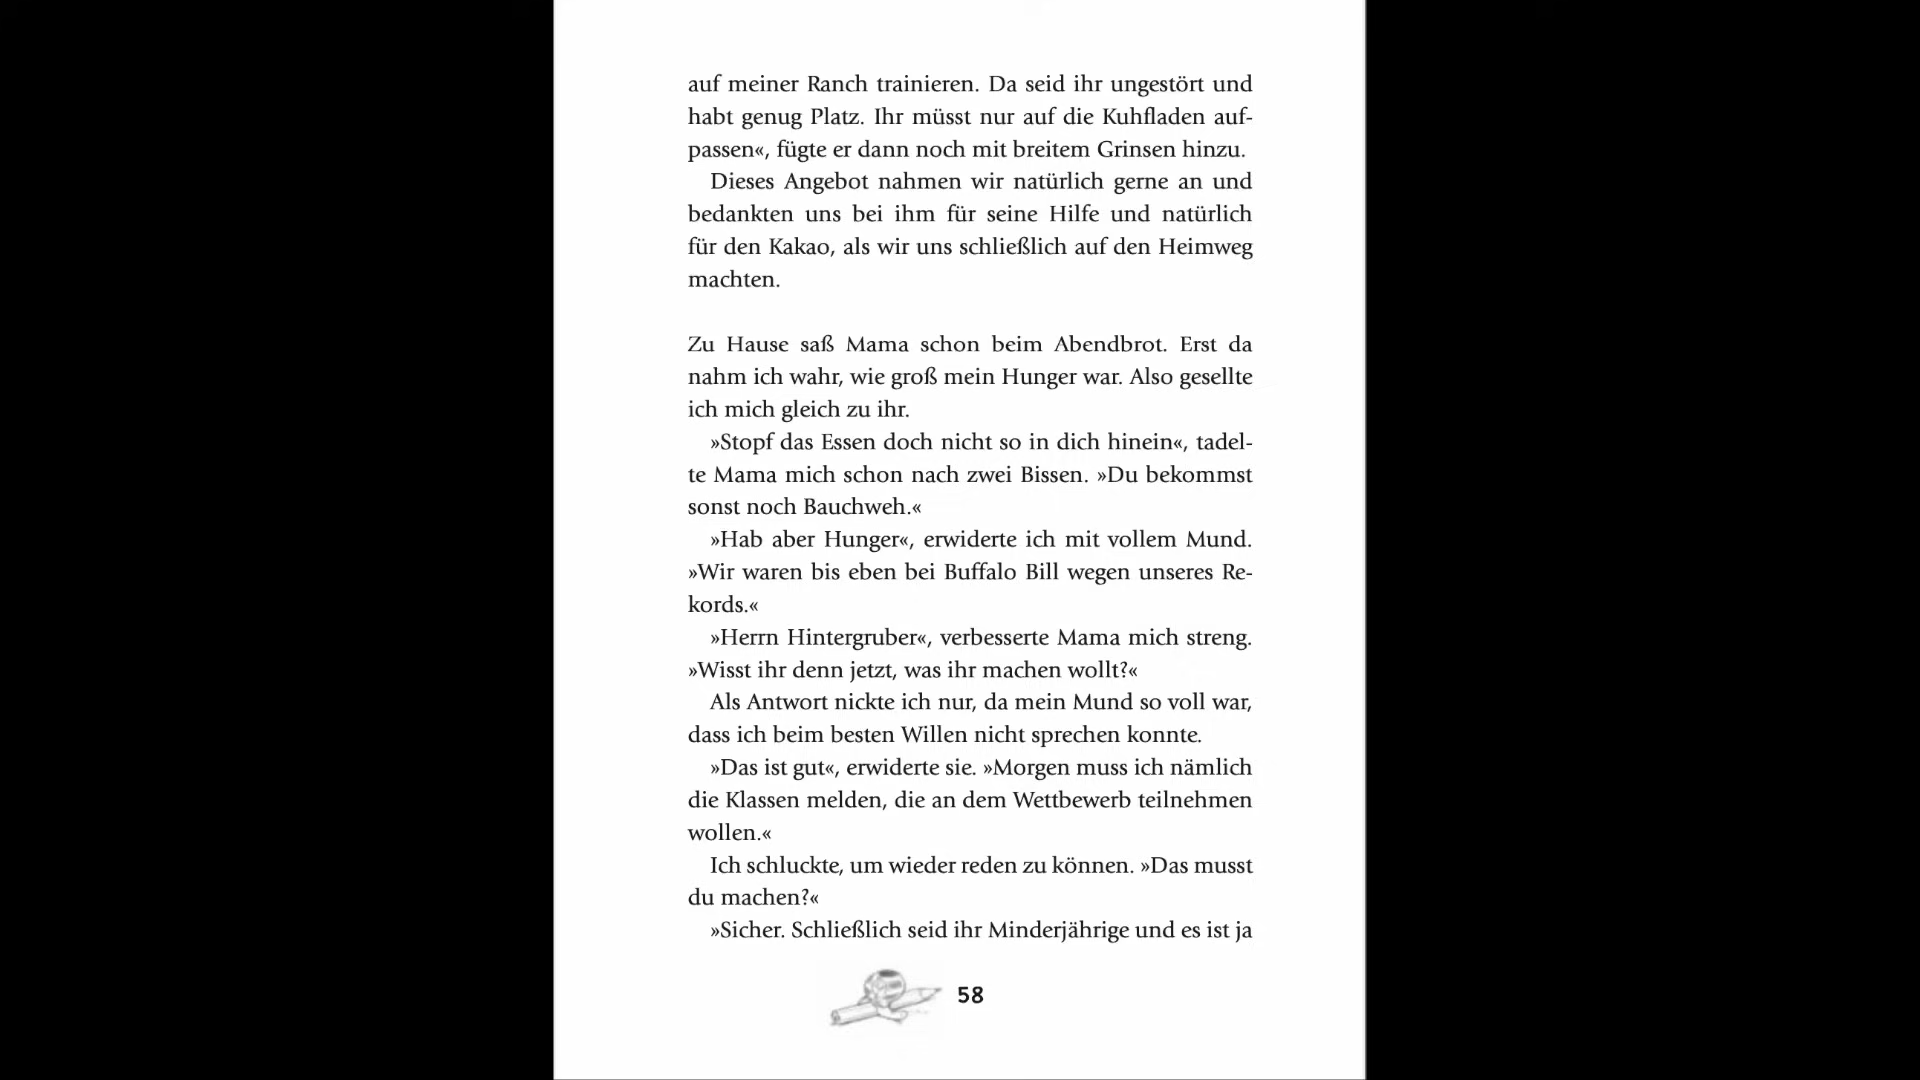 auf meiner Ranch trainieren. Da seid ihr ungestört und
habt genug Platz. Ihr müsst nur auf die Kuhfladen auf-
passen«, fügte er dann noch mit breitem Grinsen hinzu.
Dieses Angebot nahmen wir natürlich gerne an und
bedankten uns bei ihm für seine Hilfe und natürlich
für den Kakao, als wir uns schließlich auf den Heimweg
machten.
Zu Hause saß Mama schon beim Abendbrot. Erst da
nahm ich wahr, wie groß mein Hunger war. Also gesellte
ich mich gleich zu ihr.
»Stopf das Essen doch nicht so in dich hinein«, tadel-
te Mama mich schon nach zwei Bissen. »Du bekommst
sonst noch Bauchweh.«
»Hab aber Hunger«, erwiderte ich mit vollem Mund.
»Wir waren bis eben bei Buffalo Bill wegen unseres Re-
kords.«
»Herrn Hintergruber«, verbesserte Mama mich streng.
»Wisst ihr denn jetzt, was ihr machen wollt?«
Als Antwort nickte ich nur, da mein Mund so voll war,
dass ich beim besten Willen nicht sprechen konnte.
»Das ist gut«, erwiderte sie. »Morgen muss ich nämlich
die Klassen melden, die an dem Wettbewerb teilnehmen
wollen.«
Ich schluckte, um wieder reden zu können. »Das musst
du machen?«
»Sicher. Schließlich seid ihr Minderjährige und es ist ja
58